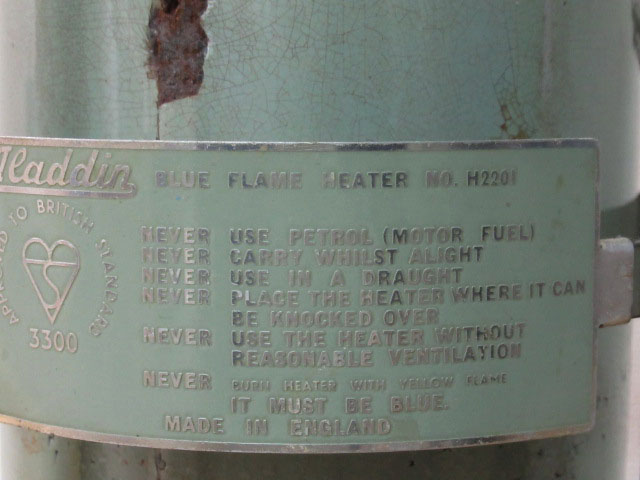 Aladdin BLUE FLAME HEATER NO. H2201
APPROVED TO BRITISH STANDARD
S
3300
NEVER USE PETROL (MOTOR FUEL)
NEVER CARRY WHILST ALIGHT
NEVER USE IN A DRAUGHT
NEVER PLACE THE HEATER WHERE IT CAN
BE KNOCKED OVER
NEVER USE THE HEATER WITHOUT
REASONABLE VENTILATION
NEVER BURN HEATER WITH YELLOW FLAME
IT MUST BE BLUE.
MADE IN ENGLAND